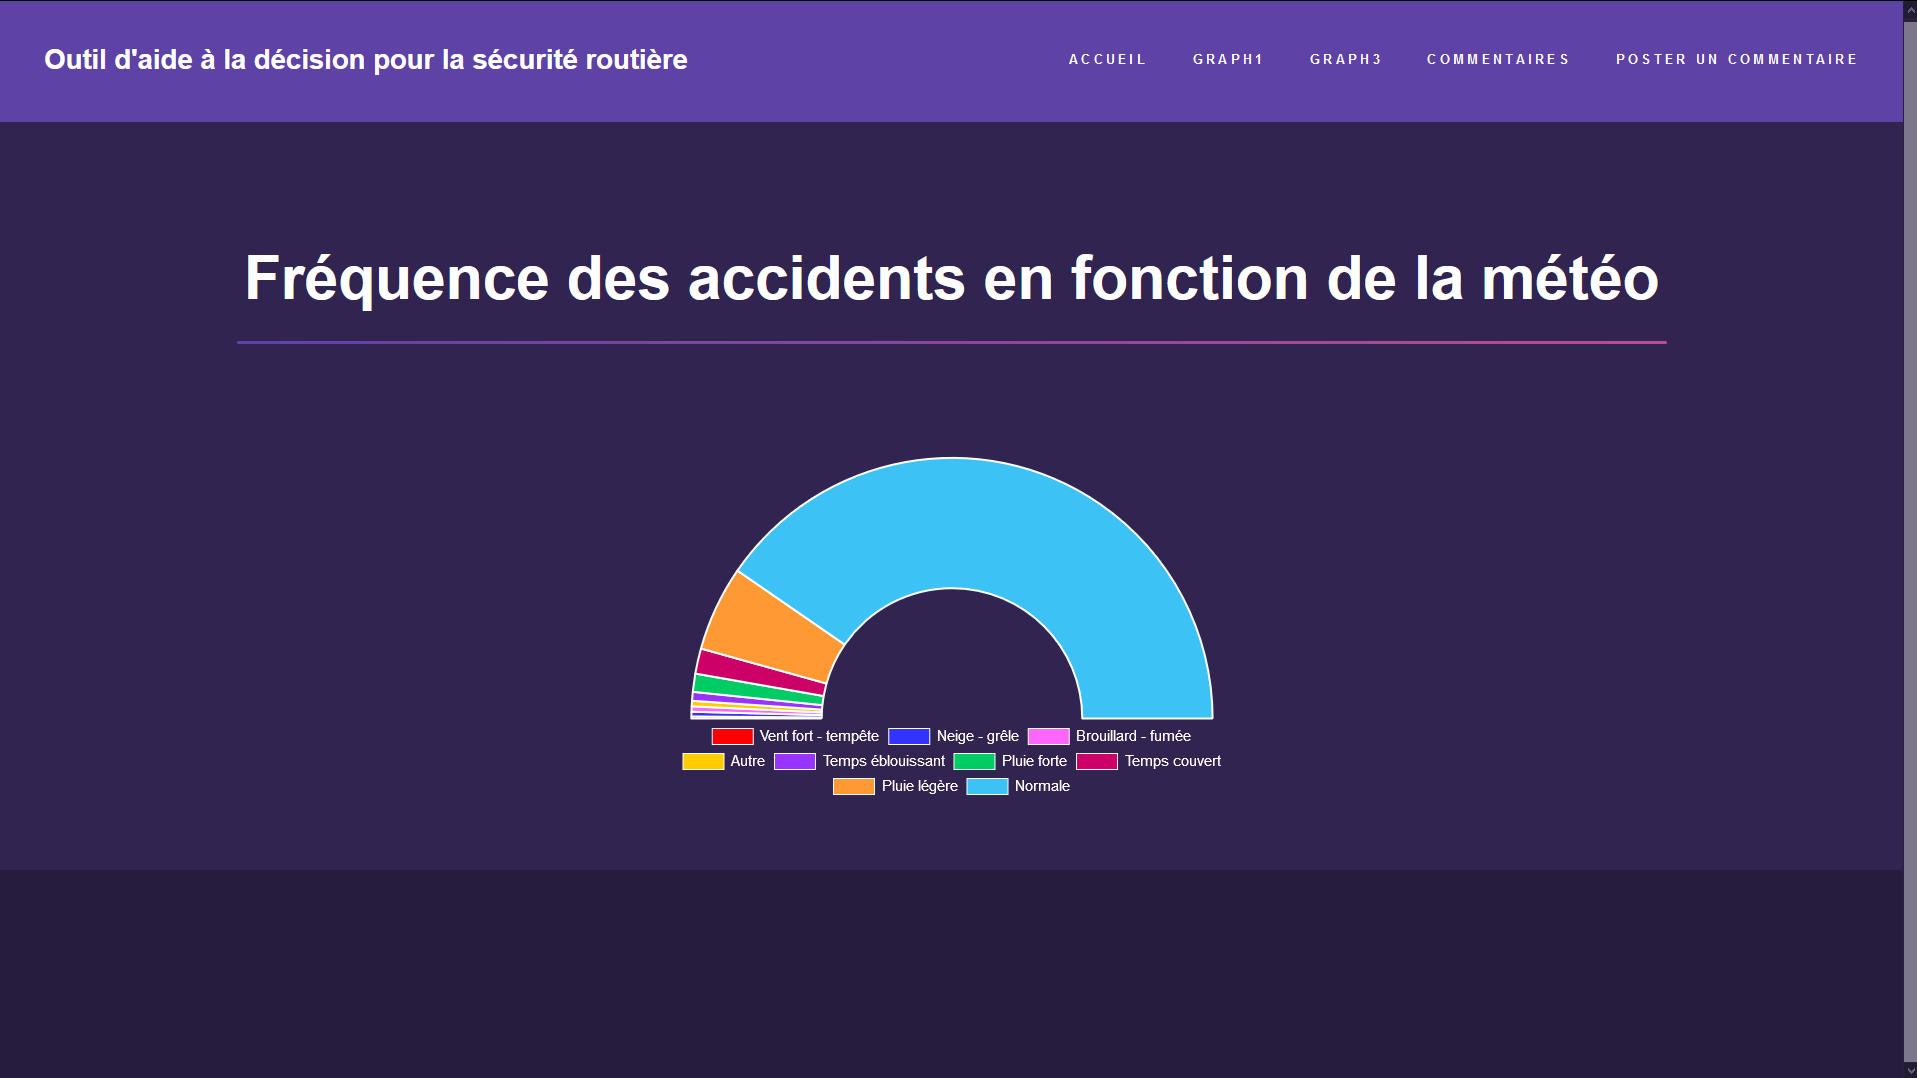 Outil d'aide à la décision pour la sécurité routière
ACCUEIL GRAPH1 GRAPH3 COMMENTAIRES POSTER UN COMMENTAIRE
Fréquence des accidents en fonction de la météo
Vent fort - tempête Neige - grêle Brouillard - fumée
Autre Temps éblouissant Pluie forte Temps couvert
Pluie légère Normale